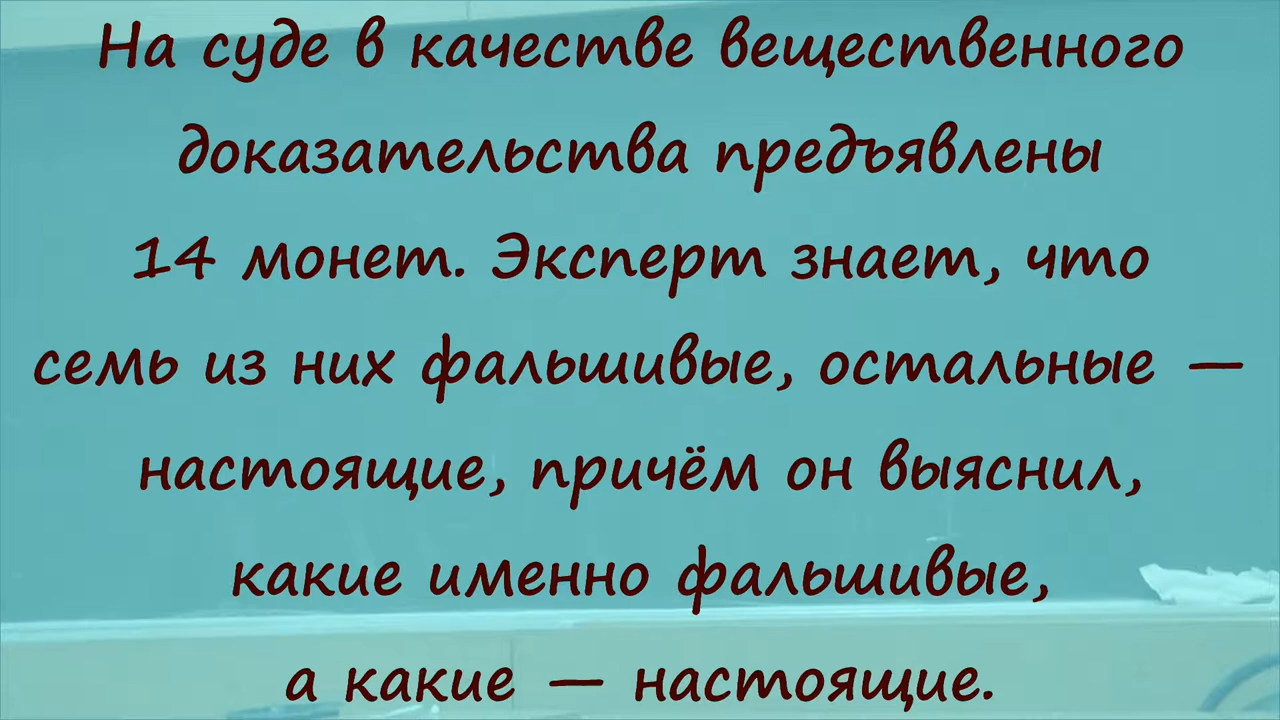 На суде в качестве вещественного
доказательства предъявлены
14 монет. Эксперт знает, что
семь из них фальшивые, остальные —
настоящие, причём он выяснил,
какие именно фальшивые,
а какие — настоящие.